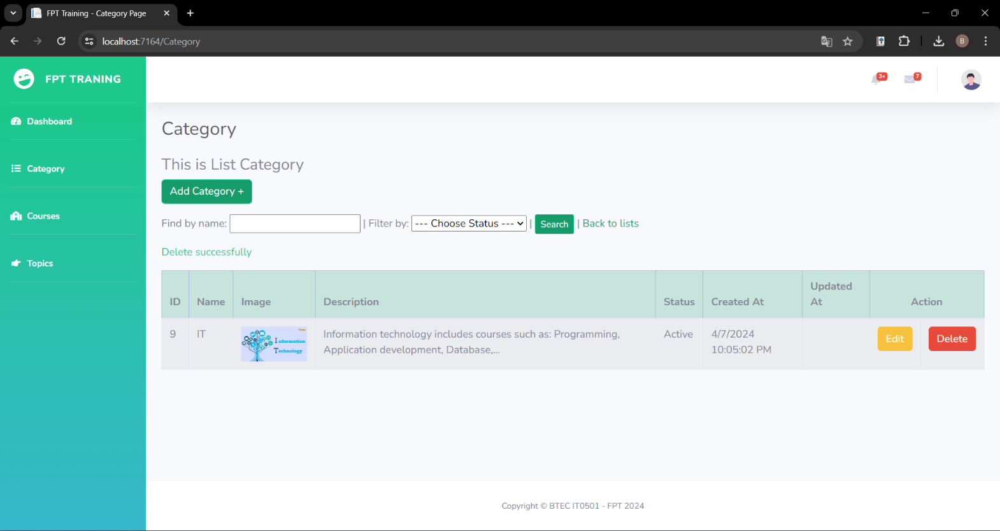 FPT Training - Category Page
localhost:7164/Category
B
FPT TRANING
3+
7
Dashboard
Category
Courses
Topics
Category
This is List Category
Add Category +
Find by name: | Filter by: --- Choose Status --- | Search | Back to lists
Delete successfully
ID Name Image Description Status Created At Updated At Action
9 IT
Information
Technology
Information technology includes courses such as: Programming,
Application development, Database,...
Active
4/7/2024
10:05:02 PM
Edit Delete
Copyright © BTEC IT0501 - FPT 2024